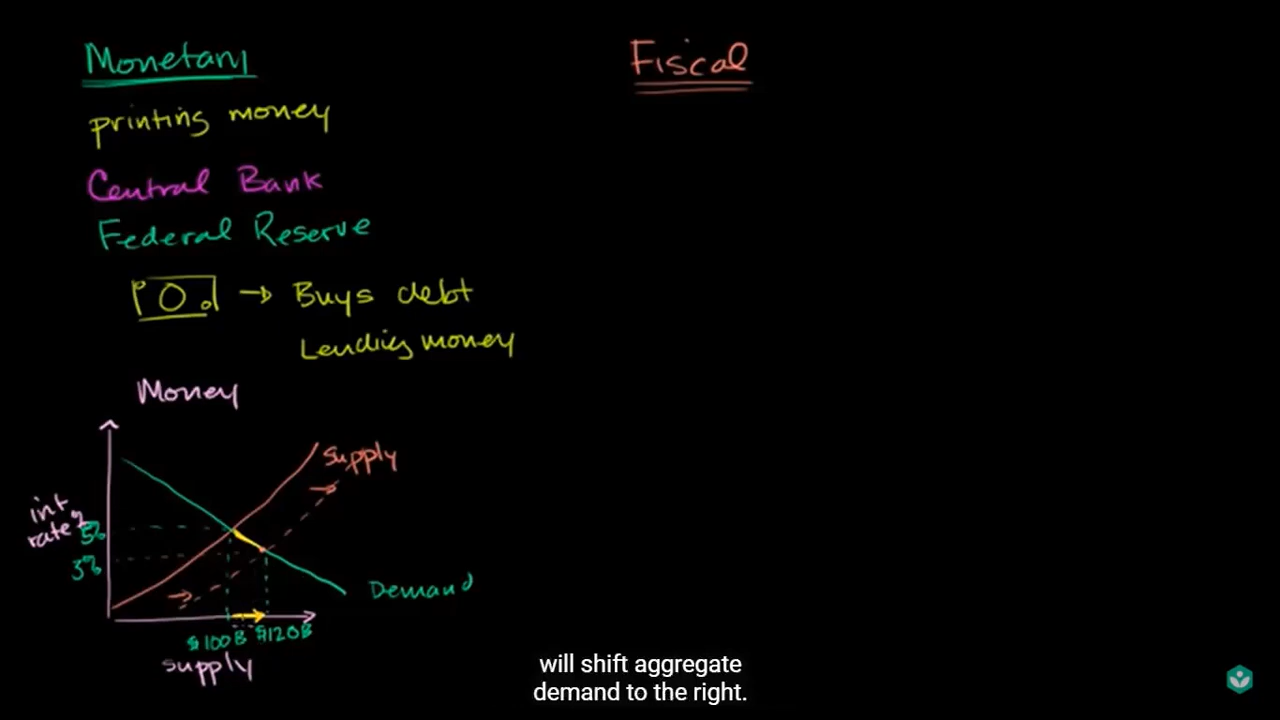 Monetary
printing money
Central Bank
Federal Reserve
→ Buys debt
Lending money
Money
supply
int
rate %
5%
3%
Demand
$100B $120B
supply
Fiscal
will shift aggregate
demand to the right.